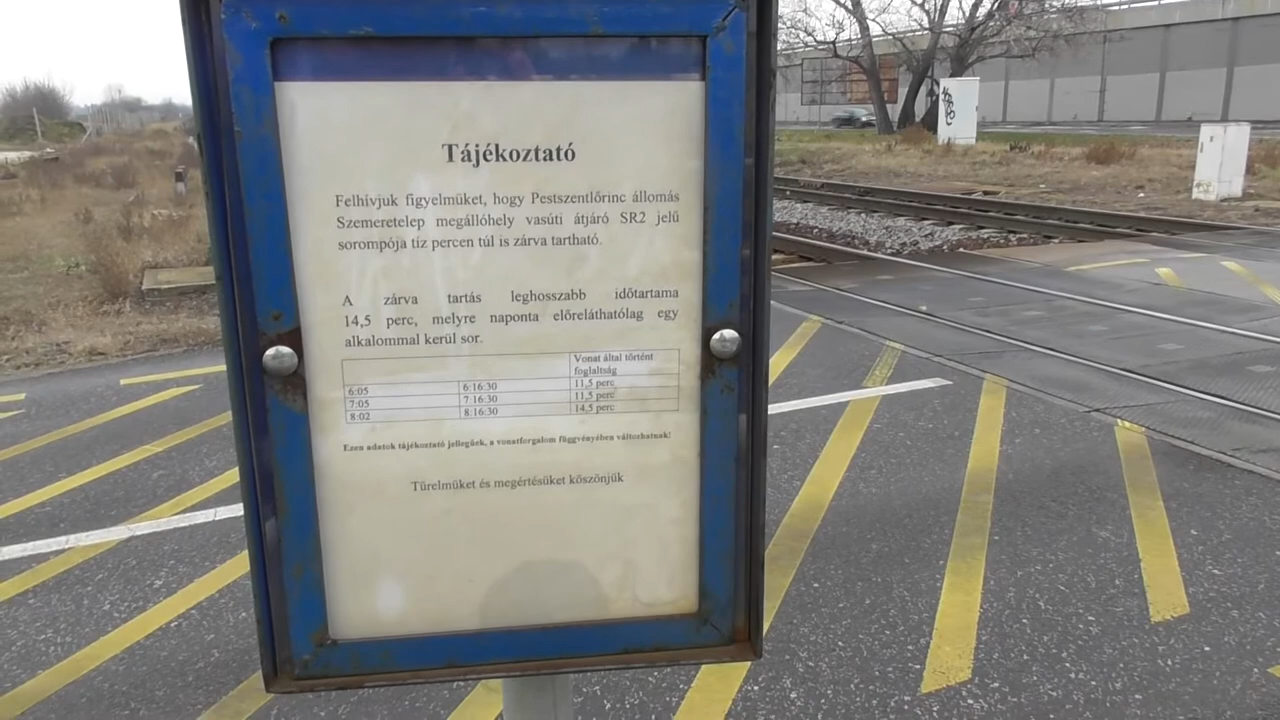 Tájékoztató
Felhívjuk figyelmüket, hogy Pestszentlőrinc állomás
Szemeretelep megállóhely vasúti átjáró SR2 jelű
sorompója tíz percen túl is zárva tartható.
A zárva tartás leghosszabb időtartama
14,5 perc, melyre naponta előreláthatólag egy
alkalommal kerül sor.
Vonat által történt
foglaltság
6:05 6:16:30 11,5 perc
7:05 7:16:30 11,5 perc
8:02 8:16:30 14,5 perc
Ezen adatok tájékoztató jellegűek, a vonatforgalom függvényében változhatnak!
Türelmüket és megértésüket köszönjük